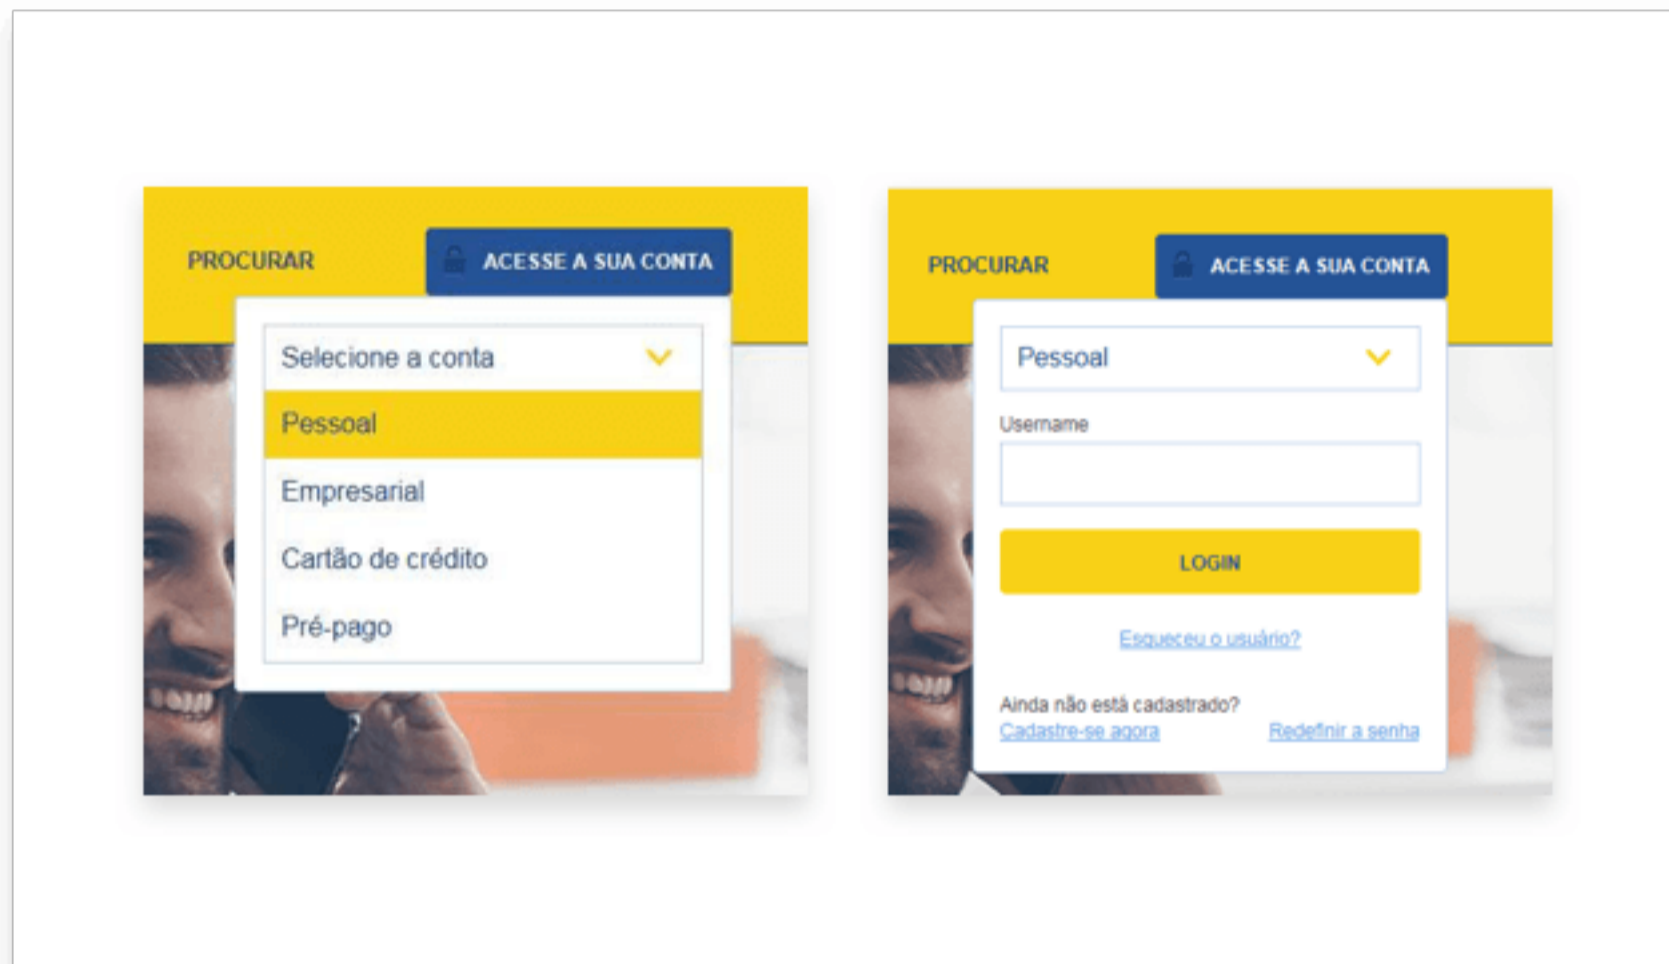 PROCURAR
ACESSE A SUA CONTA
Selecione a conta
Pessoal
Empresarial
Cartão de crédito
Pré-pago
PROCURAR
ACESSE A SUA CONTA
Pessoal
Username
LOGIN
Esqueceu o usuário?
Ainda não está cadastrado?
Cadastre-se agora
Redefinir a senha